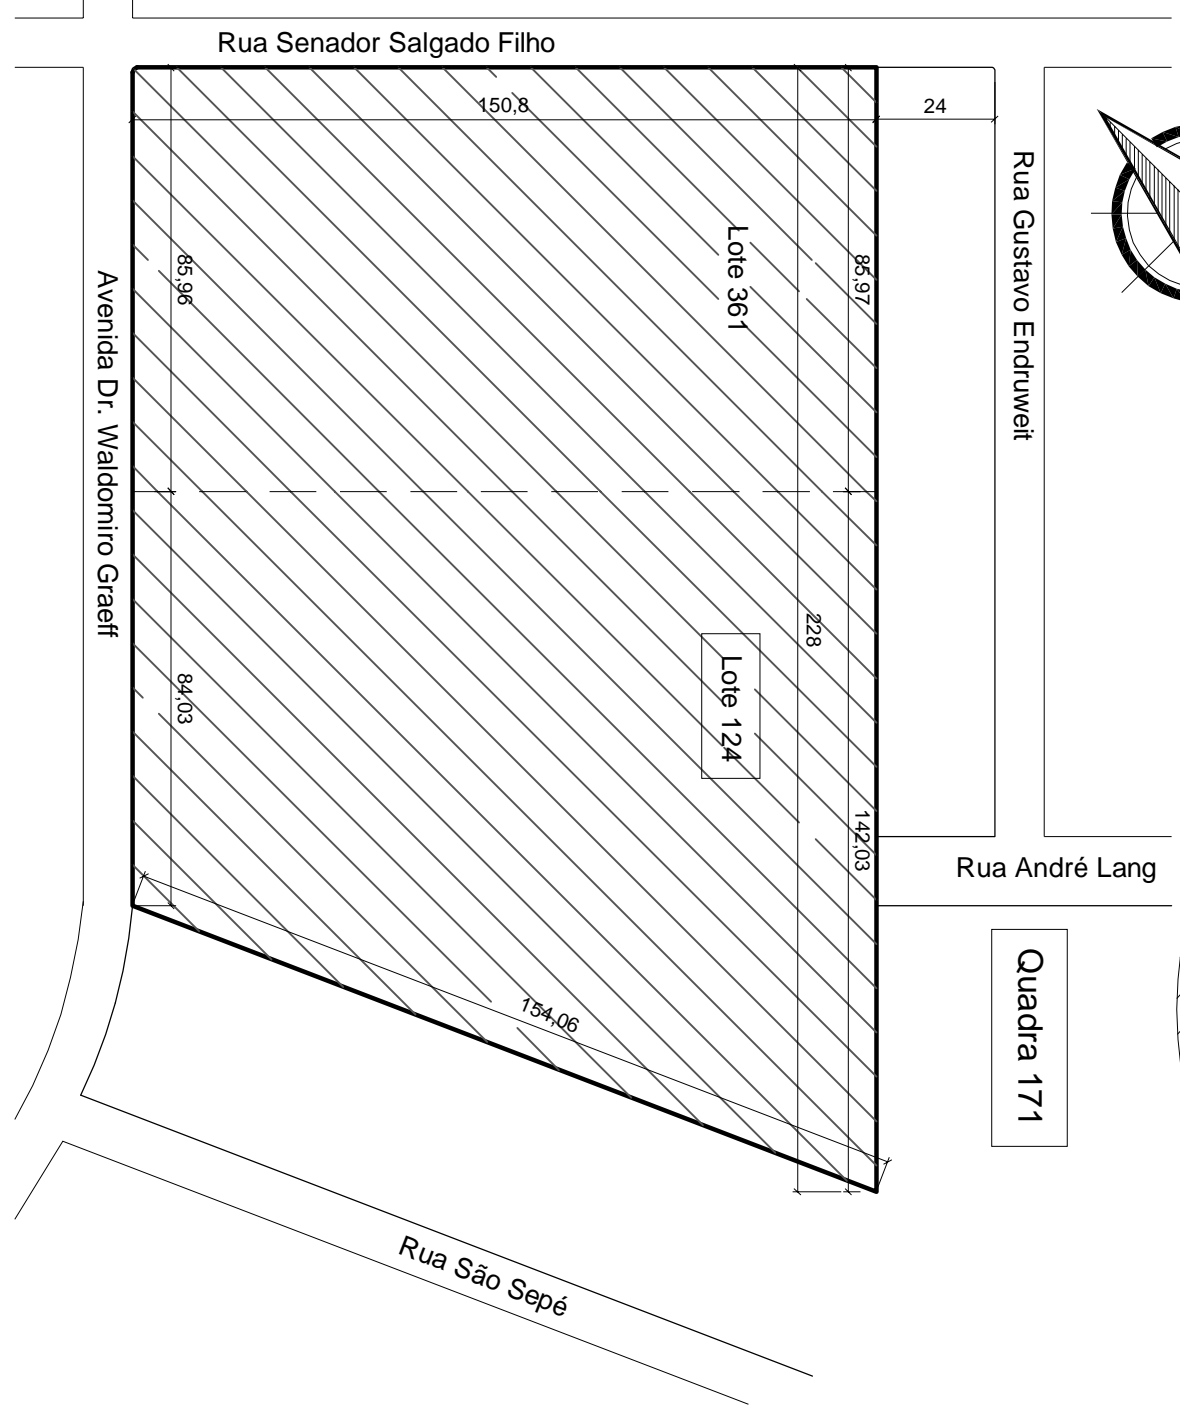 Rua Senador Salgado Filho
150,8
24
Rua Gustavo Endruweit
Lote 361
85,96
85,97
Avenida Dr. Waldomiro Graeff
228
Lote 124
84,03
142,03
Rua André Lang
Quadra 171
154,06
Rua São Sepé